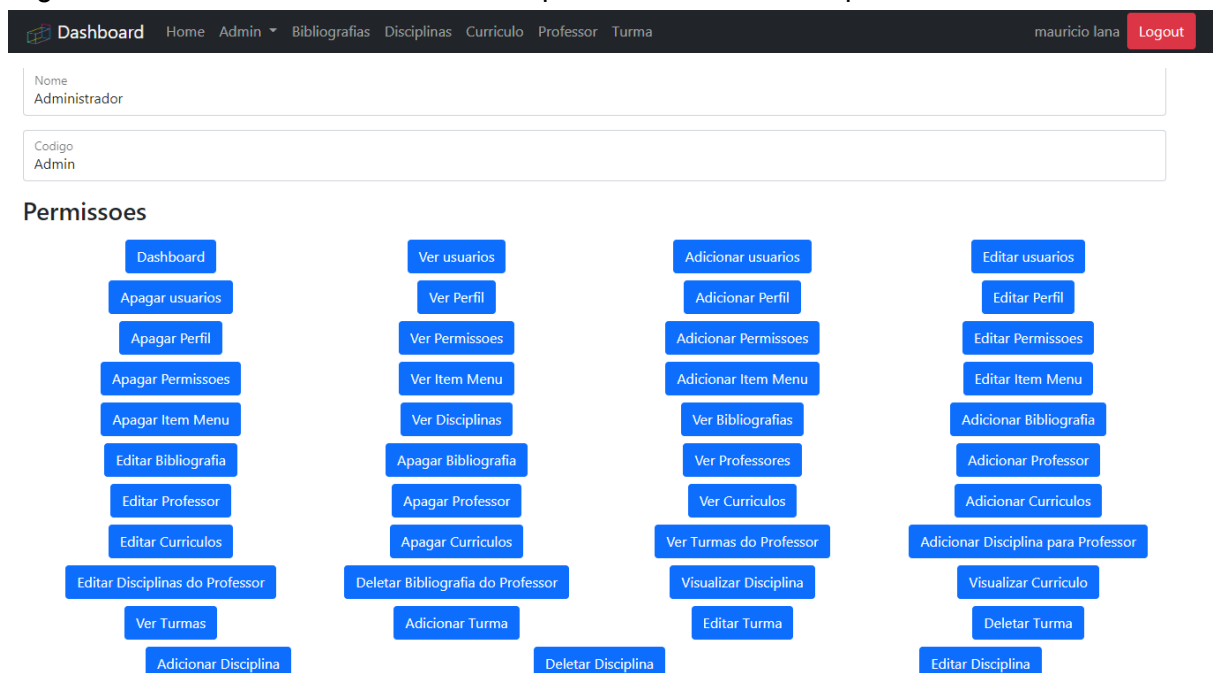 Dashboard Home Admin Bibliografias Disciplinas Curriculo Professor Turma mauricio lana Logout
Nome
Administrador
Codigo
Admin
Permissoes
Dashboard Ver usuarios Adicionar usuarios Editar usuarios
Apagar usuarios Ver Perfil Adicionar Perfil Editar Perfil
Apagar Perfil Ver Permissoes Adicionar Permissoes Editar Permissoes
Apagar Permissoes Ver Item Menu Adicionar Item Menu Editar Item Menu
Apagar Item Menu Ver Disciplinas Ver Bibliografias Adicionar Bibliografia
Editar Bibliografia Apagar Bibliografia Ver Professores Adicionar Professor
Editar Professor Apagar Professor Ver Curriculos Adicionar Curriculos
Editar Curriculos Apagar Curriculos Ver Turmas do Professor Adicionar Disciplina para Professor
Editar Disciplinas do Professor Deletar Bibliografia do Professor Visualizar Disciplina Visualizar Curriculo
Ver Turmas Adicionar Turma Editar Turma Deletar Turma
Adicionar Disciplina Deletar Disciplina Editar Disciplina